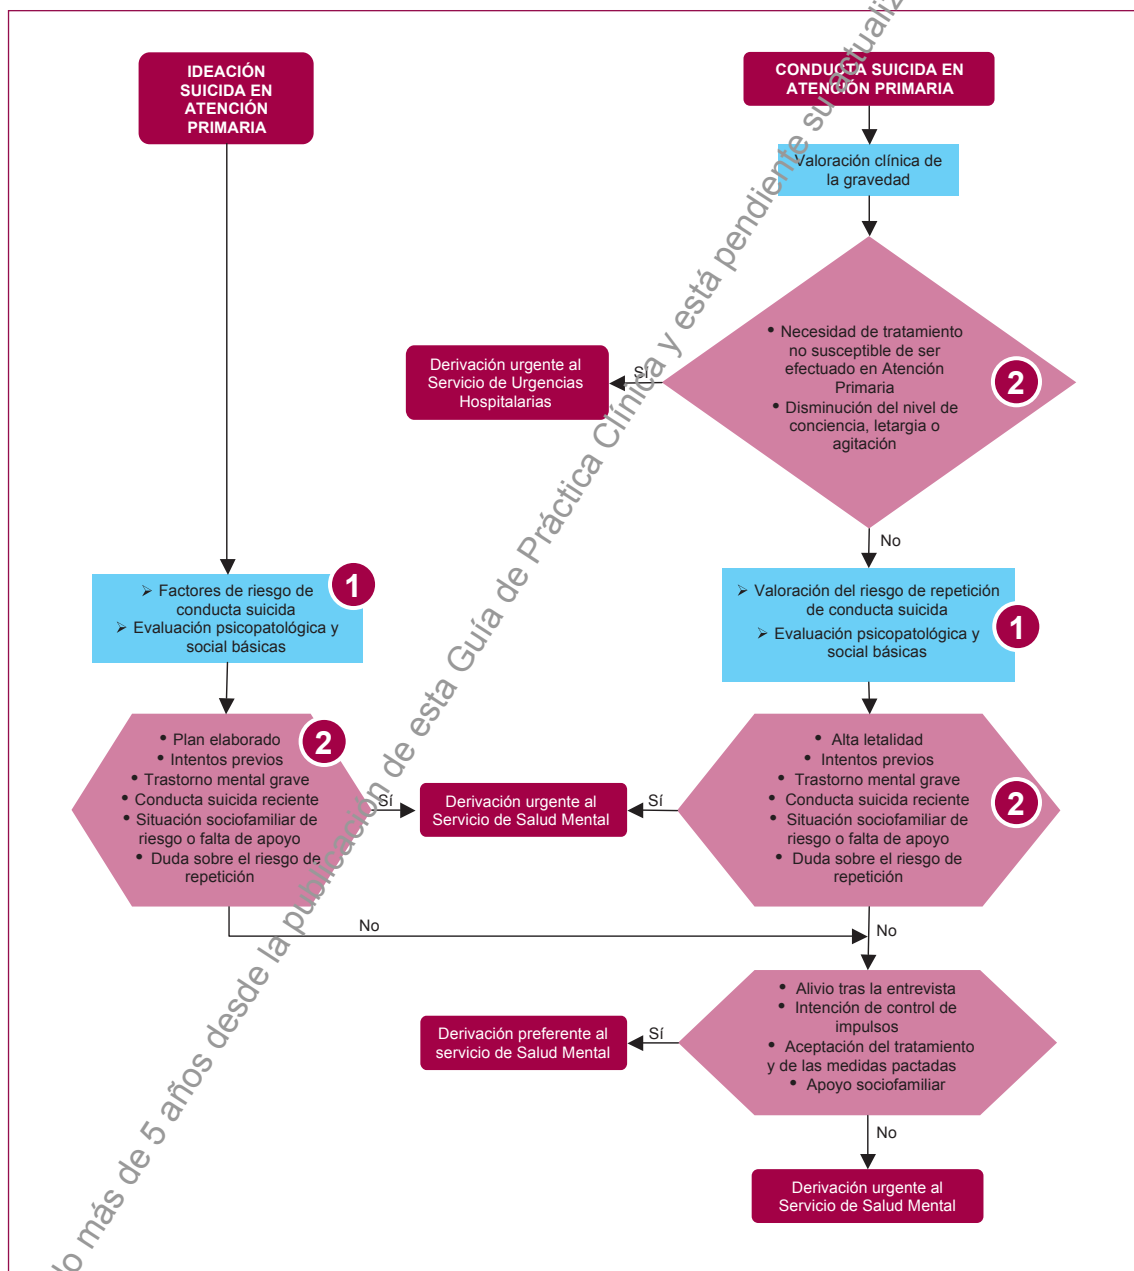 IDEACIÓN
SUICIDA EN
ATENCIÓN
PRIMARIA
CONDUCTA SUICIDA EN
ATENCIÓN PRIMARIA
Valoración clínica de
la gravedad
• Necesidad de tratamiento
no susceptible de ser
efectuado en Atención
Primaria
• Disminución del nivel de
conciencia, letargia o
agitación
2
Sí
Derivación urgente al
Servicio de Urgencias
Hospitalarias
No
➢ Factores de riesgo de
conducta suicida
➢ Evaluación psicopatológica y
social básicas
1
➢ Valoración del riesgo de repetición
de conducta suicida
➢ Evaluación psicopatológica y
social básicas
1
• Plan elaborado
• Intentos previos
• Trastorno mental grave
• Conducta suicida reciente
• Situación sociofamiliar de
riesgo o falta de apoyo
• Duda sobre el riesgo de
repetición
2
Sí
Derivación urgente al
Servicio de Salud Mental
Sí
• Alta letalidad
• Intentos previos
• Trastorno mental grave
• Conducta suicida reciente
• Situación sociofamiliar de
riesgo o falta de apoyo
• Duda sobre el riesgo de
repetición
2
No
No
• Alivio tras la entrevista
• Intención de control de
impulsos
• Aceptación del tratamiento
y de las medidas pactadas
• Apoyo sociofamiliar
Sí
Derivación preferente al
servicio de Salud Mental
No
Derivación urgente al
Servicio de Salud Mental
más de 5 años desde la publicación de esta Guía de Práctica Clínica y está pendiente su